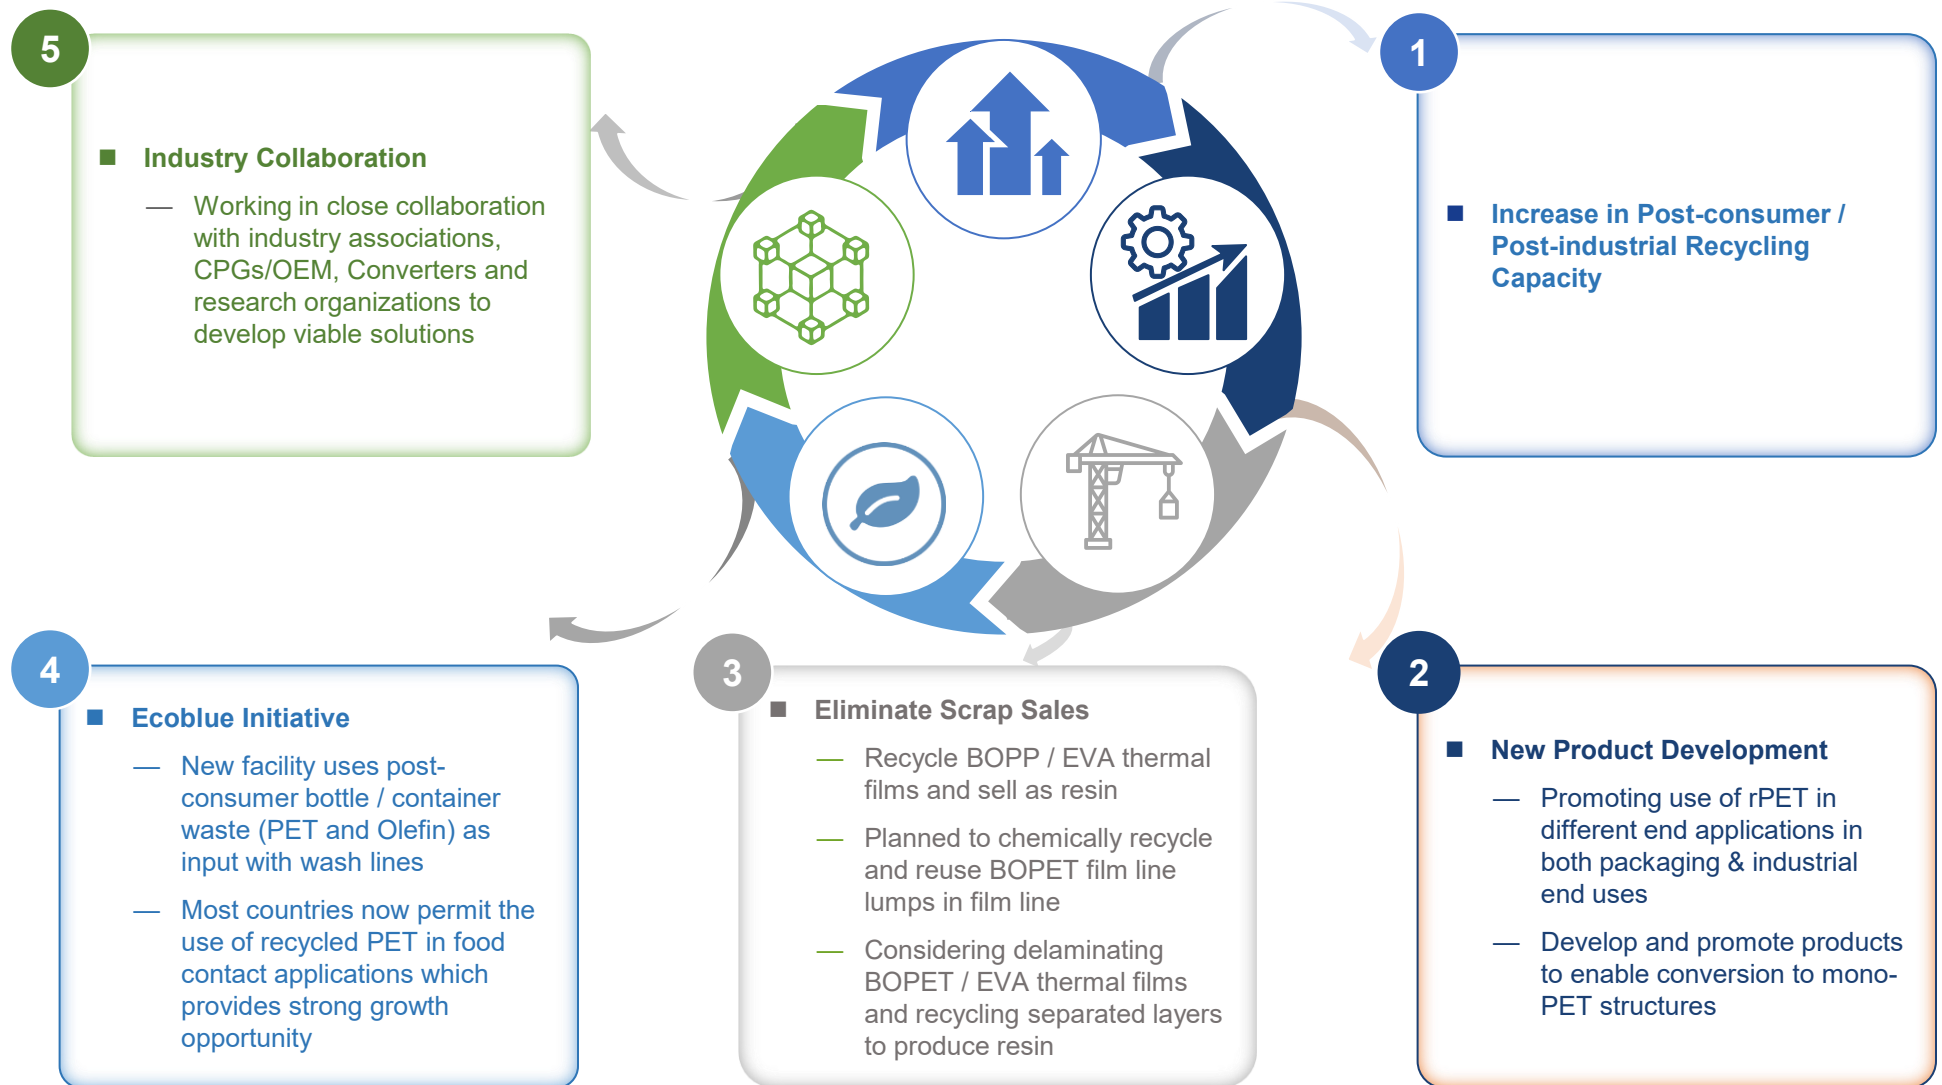 5
Industry Collaboration
— Working in close collaboration
with industry associations,
CPGs/OEM, Converters and
research organizations to
develop viable solutions
1
Increase in Post-consumer /
Post-industrial Recycling
Capacity
4
Ecoblue Initiative
— New facility uses post-
consumer bottle / container
waste (PET and Olefin) as
input with wash lines
— Most countries now permit the
use of recycled PET in food
contact applications which
provides strong growth
opportunity
3
Eliminate Scrap Sales
— Recycle BOPP / EVA thermal
films and sell as resin
— Planned to chemically recycle
and reuse BOPET film line
lumps in film line
— Considering delaminating
BOPET / EVA thermal films
and recycling separated layers
to produce resin
2
New Product Development
— Promoting use of rPET in
different end applications in
both packaging & industrial
end uses
— Develop and promote products
to enable conversion to mono-
PET structures